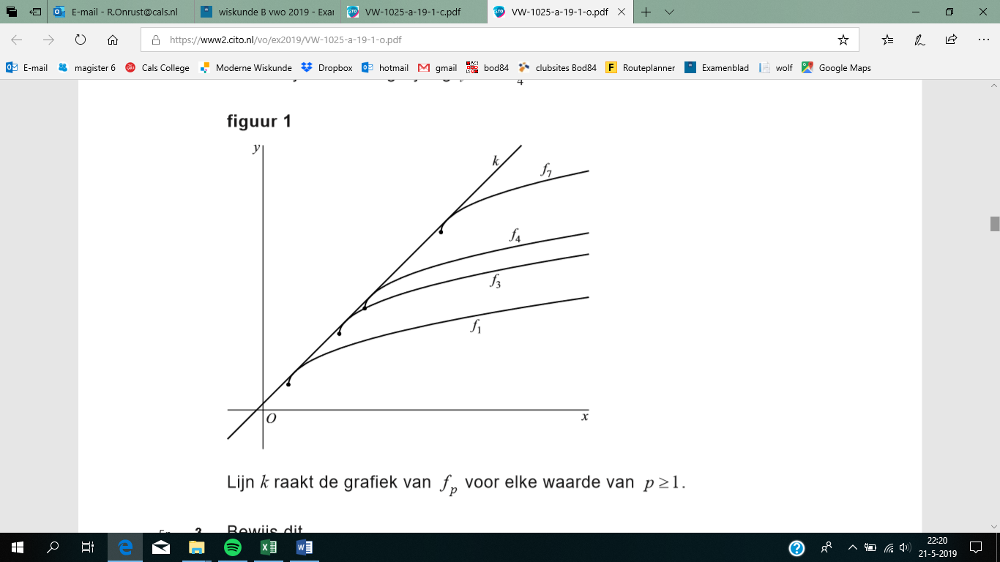 E-mail - R.Onrust@cals.nl
wiskunde B vwo 2019 - Exar
VW-1025-a-19-1-c.pdf
VW-1025-a-19-1-o.pdf
https://www2.cito.nl/vo/ex2019/VW-1025-a-19-1-o.pdf
E-mail magister 6 Cals College Moderne Wiskunde Dropbox hotmail gmail bod84 clubsites Bod84 Routeplanner Examenblad wolf Google Maps
4
figuur 1
y
k
f7
f4
f3
f1
O
x
Lijn k raakt de grafiek van fp voor elke waarde van p ≥ 1.
Bewijs dit
22:20
21-5-2019